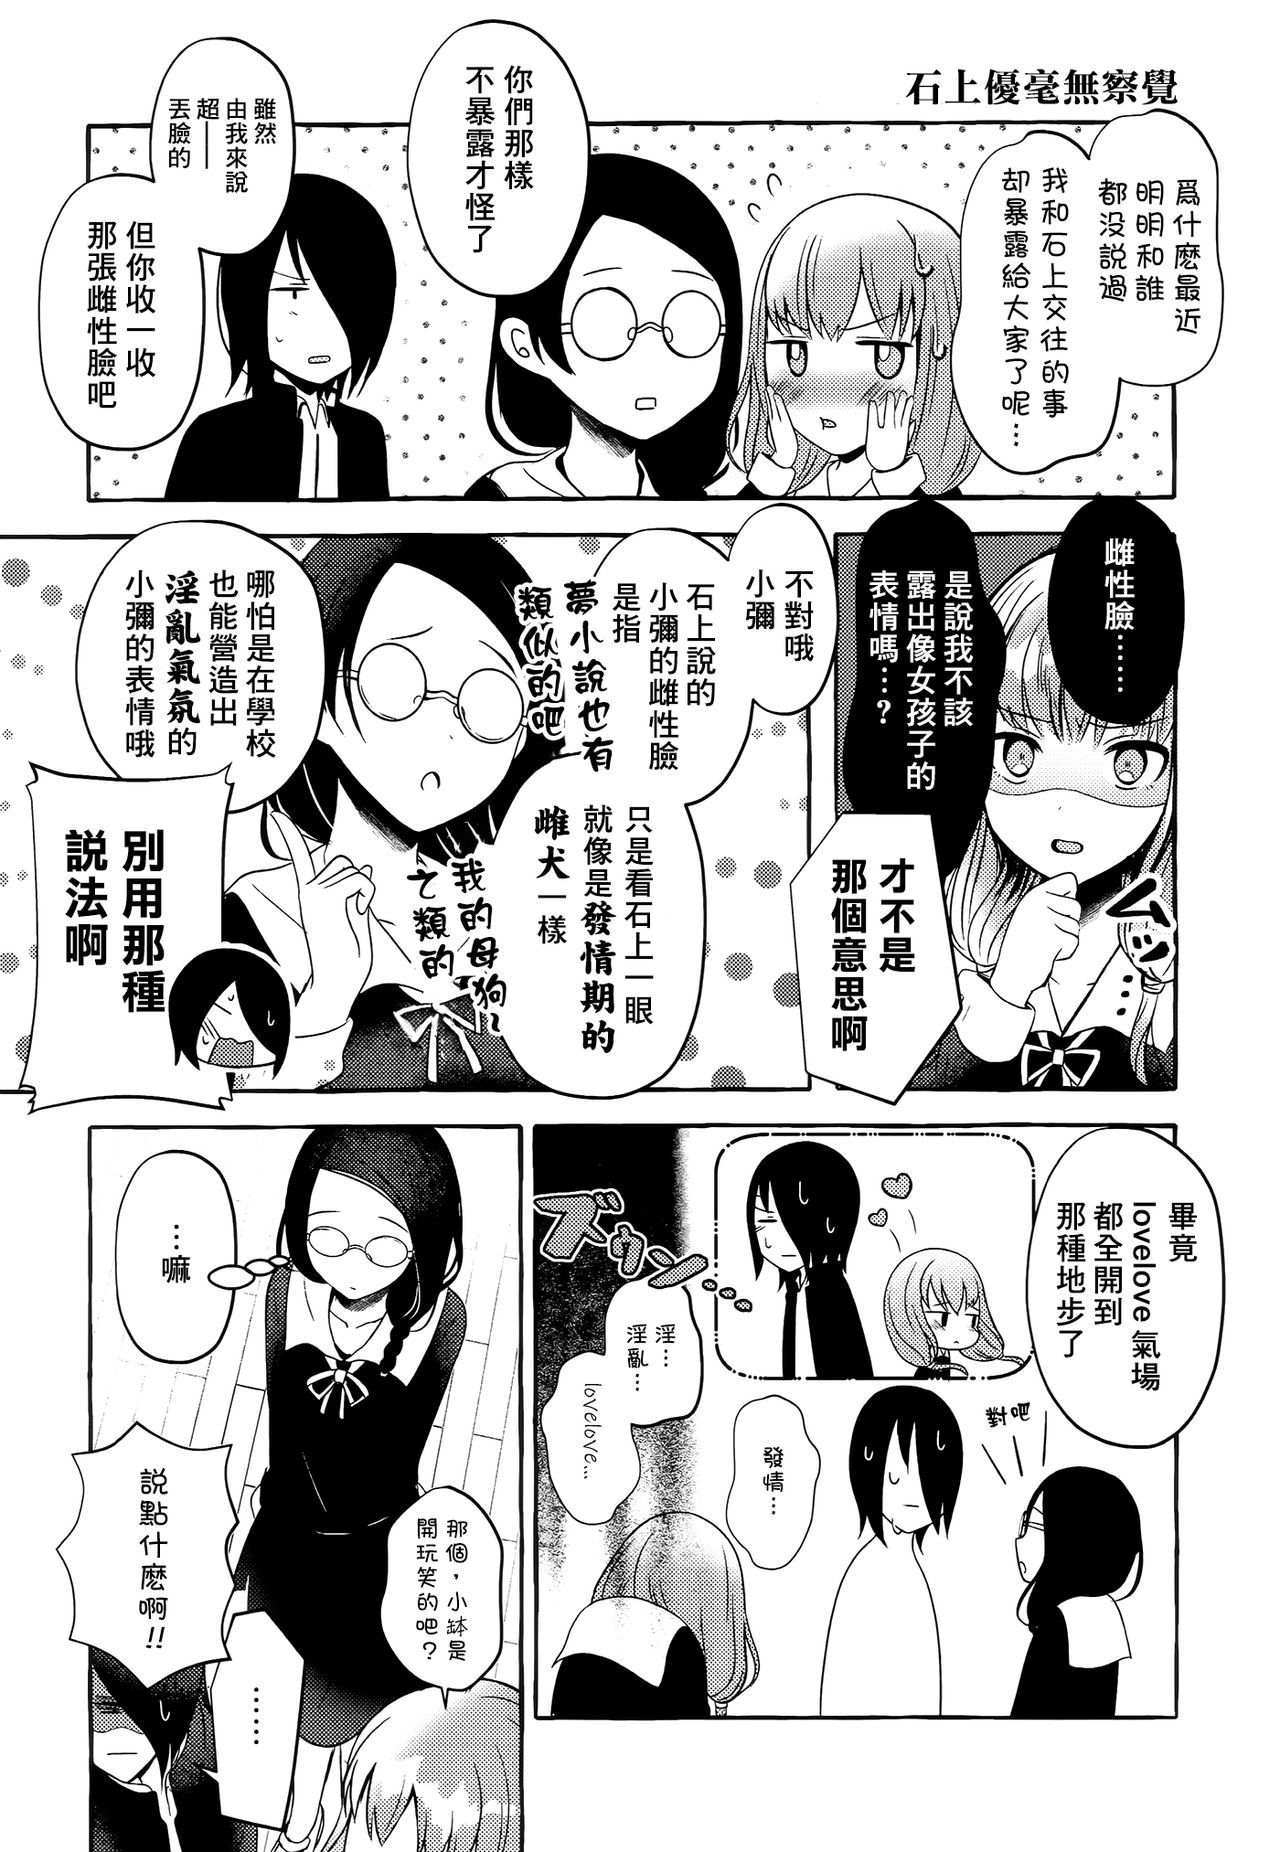 石上優毫無察覺
爲什麽最近
明明和誰
都没説過
我和石上交往的事
却暴露給大家了呢…
你們那樣
不暴露才怪了
雖然
由我來説
超——
丟臉的
但你收一收
那張雌性臉吧
雌性臉……
是説我不該
露出像女孩子的
表情嗎…？
才不是
那個意思啊
ムッ
不對哦
小彌
石上說的
小彌的雌性臉
是指
夢小說也有
類似的吧
只是看石上一眼
就像是發情期的
雌犬一樣
我的母狗~
之類的
哪怕是在學校
也能營造出
淫亂氣氛的
小彌的表情哦
別用那種
説法啊
畢竟
lovelove 氣場
都全開到
那種地步了
對吧
ズゥゥン…
發情…
淫…
淫亂…
lovelove…
…嘛
那個，小鉢是
開玩笑的吧？
……
説點什麽啊!!